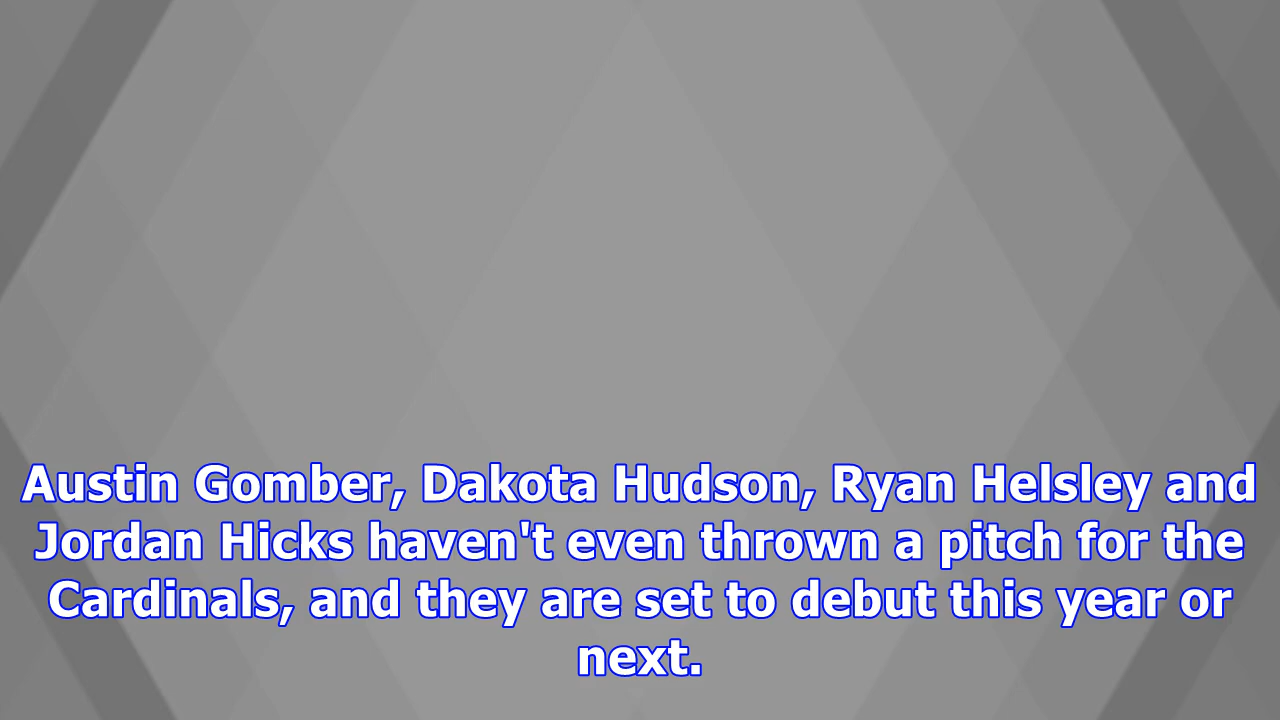 Austin Gomber, Dakota Hudson, Ryan Helsley and
Jordan Hicks haven't even thrown a pitch for the
Cardinals, and they are set to debut this year or
next.